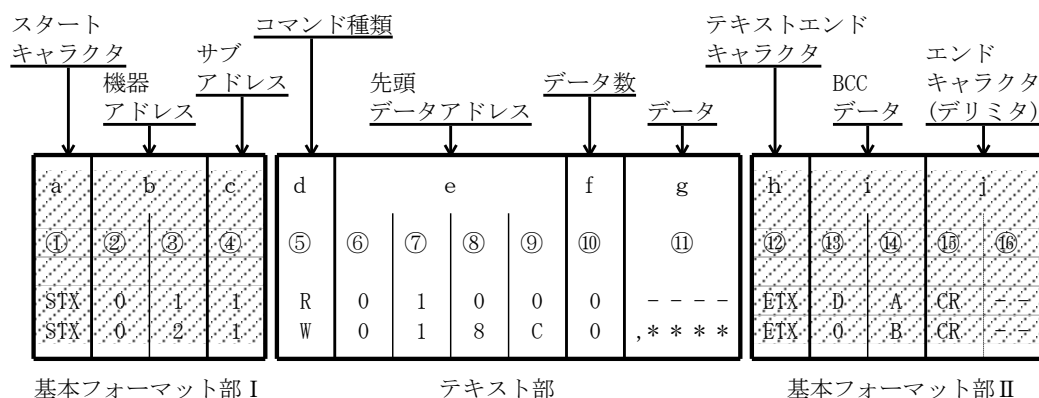 スタート
キャラクタ
機器
アドレス
サブ
アドレス
コマンド種類
先頭
データアドレス
データ数
データ
テキストエンド
キャラクタ
BCC
データ
エンド
キャラクタ
(デリミタ)
a b c d e f g h i j
① ② ③ ④ ⑤ ⑥ ⑦ ⑧ ⑨ ⑩ ⑪ ⑫ ⑬ ⑭ ⑮ ⑯
STX 0 1 1 R 0 1 0 0 0 ---- ETX D A CR --
STX 0 2 1 W 0 1 8 C 0 ,**** ETX 0 B CR --
基本フォーマット部Ⅰ テキスト部 基本フォーマット部Ⅱ